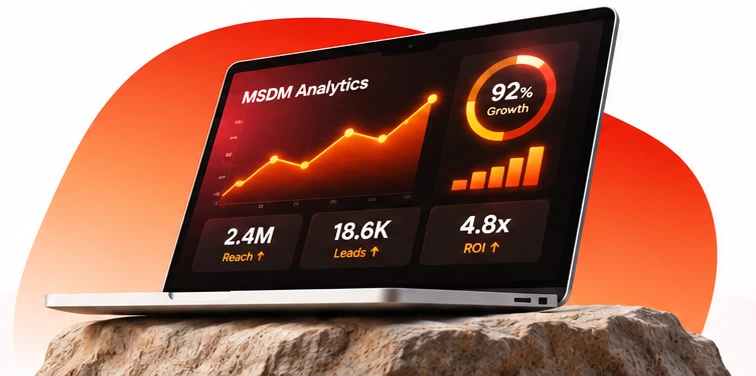 MSDM Analytics
92%
Growth
2.4M
Reach ↑
18.6K
Leads ↑
4.8x
ROI ↑